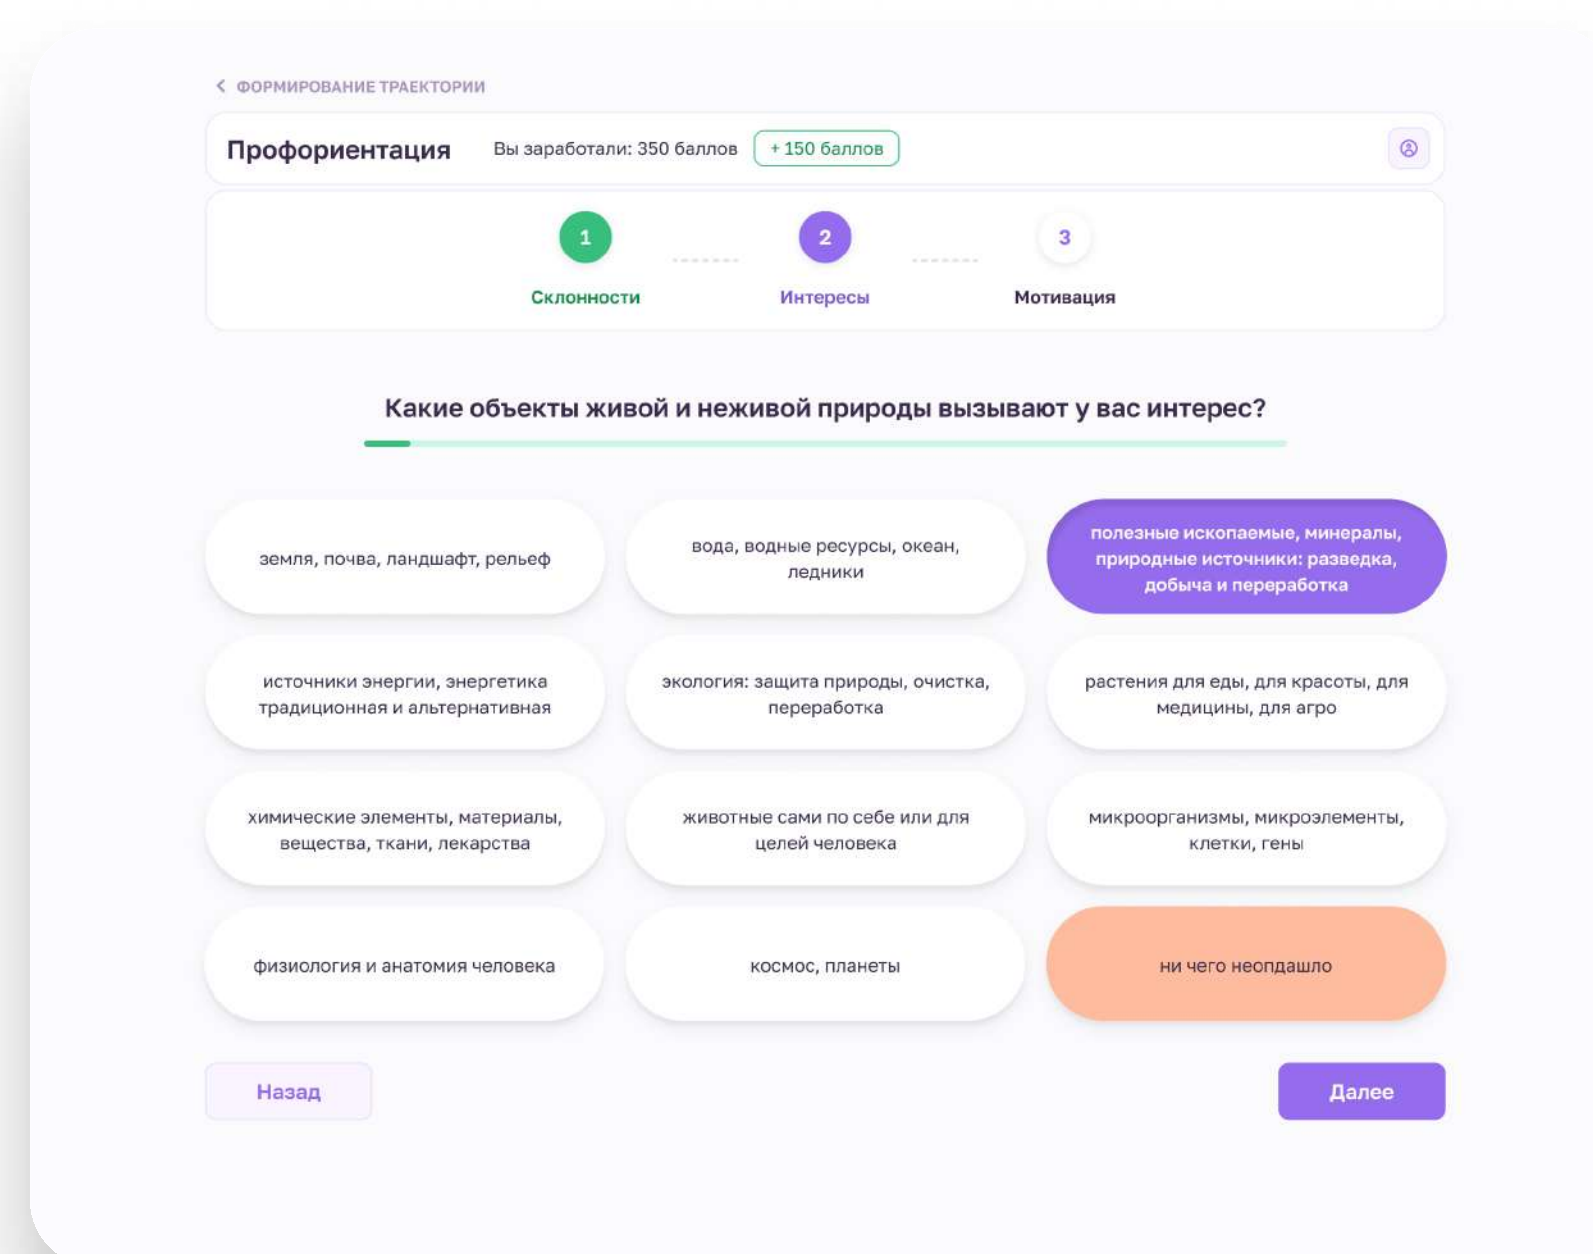 ФОРМИРОВАНИЕ ТРАЕКТОРИИ
Профориентация
Вы заработали: 350 баллов
+ 150 баллов
1
2
3
Склонности
Интересы
Мотивация
Какие объекты живой и неживой природы вызывают у вас интерес?
земля, почва, ландшафт, рельеф
вода, водные ресурсы, океан,
ледники
полезные ископаемые, минералы,
природные источники: разведка,
добыча и переработка
источники энергии, энергетика
традиционная и альтернативная
экология: защита природы, очистка,
переработка
растения для еды, для красоты, для
медицины, для агро
химические элементы, материалы,
вещества, ткани, лекарства
животные сами по себе или для
целей человека
микроорганизмы, микроэлементы,
клетки, гены
физиология и анатомия человека
космос, планеты
ни чего неопдашло
Назад
Далее